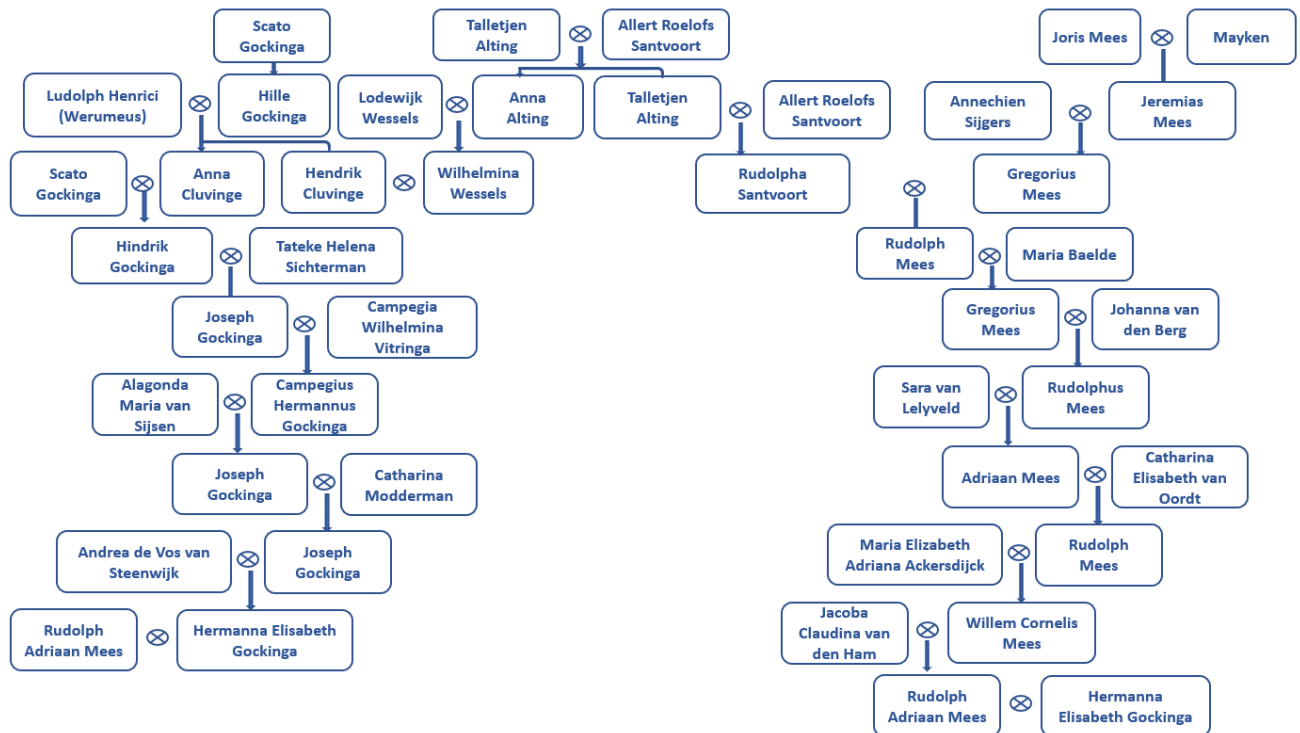 Scato
Gockinga
Talletjen
Alting
Allert Roelofs
Santvoort
Joris Mees
Mayken
Ludolph Henrici
(Werumeus)
Hille
Gockinga
Lodewijk
Wessels
Anna
Alting
Talletjen
Alting
Allert Roelofs
Santvoort
Annechien
Sijgers
Jeremias
Mees
Scato
Gockinga
Anna
Cluvinge
Hendrik
Cluvinge
Wilhelmina
Wessels
Rudolpha
Santvoort
Gregorius
Mees
Hindrik
Gockinga
Tateke Helena
Sichterman
Rudolph
Mees
Maria Baelde
Joseph
Gockinga
Campegia
Wilhelmina
Vitringa
Gregorius
Mees
Johanna van
den Berg
Alagonda
Maria van
Sijsen
Campegius
Hermannus
Gockinga
Sara van
Lelyveld
Rudolphus
Mees
Joseph
Gockinga
Catharina
Modderman
Adriaan Mees
Catharina
Elisabeth van
Oordt
Andrea de Vos van
Steenwijk
Joseph
Gockinga
Maria Elizabeth
Adriana Ackersdijck
Rudolph
Mees
Rudolph
Adriaan Mees
Hermanna Elisabeth
Gockinga
Jacoba
Claudina van
den Ham
Willem Cornelis
Mees
Rudolph
Adriaan Mees
Hermanna
Elisabeth Gockinga